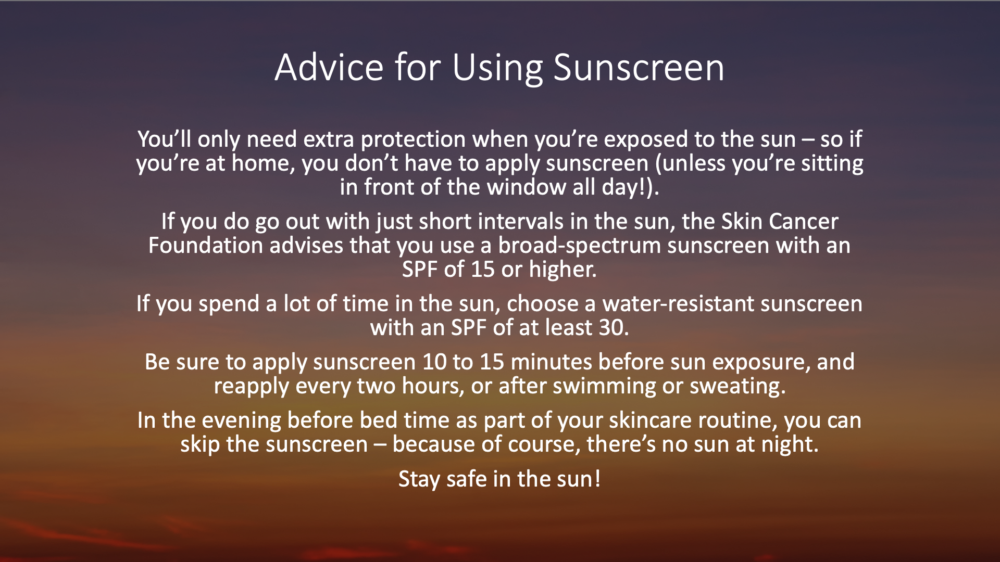 Advice for Using Sunscreen
You’ll only need extra protection when you’re exposed to the sun – so if
you’re at home, you don’t have to apply sunscreen (unless you’re sitting
in front of the window all day!).
If you do go out with just short intervals in the sun, the Skin Cancer
Foundation advises that you use a broad-spectrum sunscreen with an
SPF of 15 or higher.
If you spend a lot of time in the sun, choose a water-resistant sunscreen
with an SPF of at least 30.
Be sure to apply sunscreen 10 to 15 minutes before sun exposure, and
reapply every two hours, or after swimming or sweating.
In the evening before bed time as part of your skincare routine, you can
skip the sunscreen – because of course, there’s no sun at night.
Stay safe in the sun!